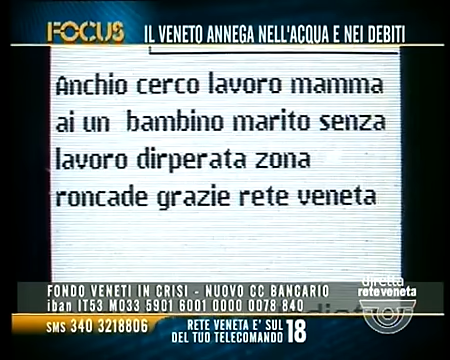 FOCUS
IL VENETO ANNEGA NELL'ACQUA E NEI DEBITI
Anchio cerco lavoro mamma
ai un bambino marito senza
lavoro dirperata zona
roncade grazie rete veneta
FONDO VENETI IN CRISI - NUOVO CC BANCARIO
iban IT53 M033 5901 6001 0000 0078 840
diretta
reteveneta
SMS 340 3218806
RETE VENETA E' SUL
DEL TUO TELECOMANDO 18